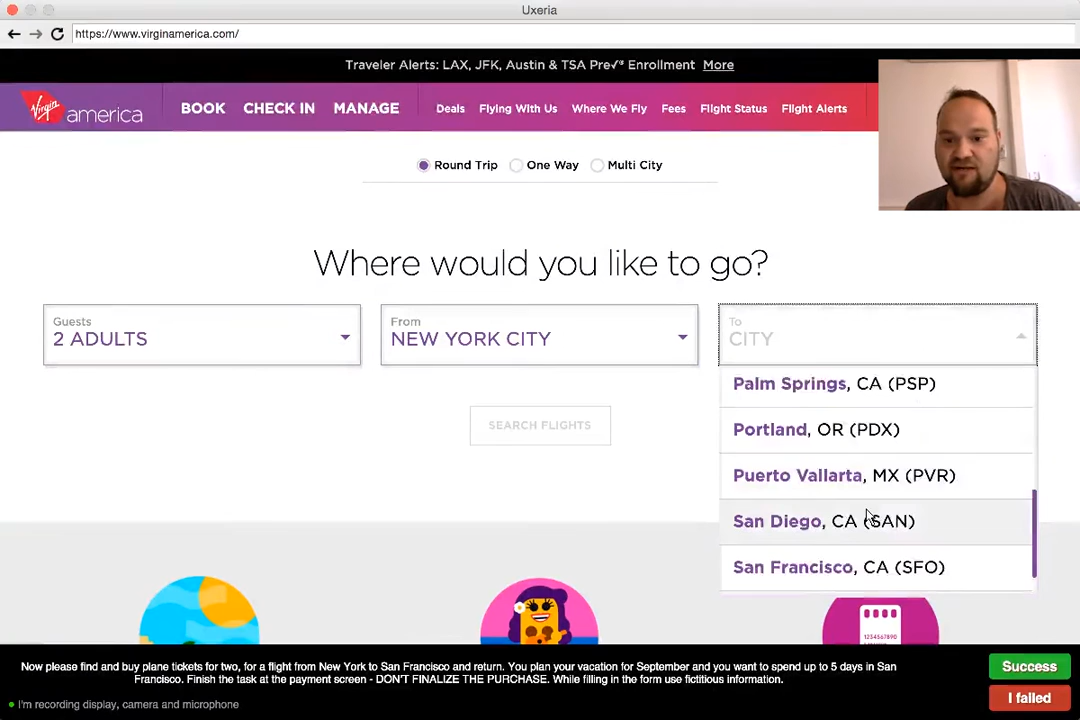 Uxeria
https://www.virginamerica.com/
Traveler Alerts: LAX, JFK, Austin & TSA Pre✓® Enrollment More
Virgin america BOOK CHECK IN MANAGE Deals Flying With Us Where We Fly Fees Flight Status Flight Alerts
Round Trip One Way Multi City
Where would you like to go?
Guests
2 ADULTS
From
NEW YORK CITY
To
CITY
Palm Springs, CA (PSP)
Portland, OR (PDX)
Puerto Vallarta, MX (PVR)
San Diego, CA (SAN)
San Francisco, CA (SFO)
SEARCH FLIGHTS
1234567890
Now please find and buy plane tickets for two, for a flight from New York to San Francisco and return. You plan your vacation for September and you want to spend up to 5 days in San
Francisco. Finish the task at the payment screen - DON'T FINALIZE THE PURCHASE. While filling in the form use fictitious information.
I'm recording display, camera and microphone
Success
I failed